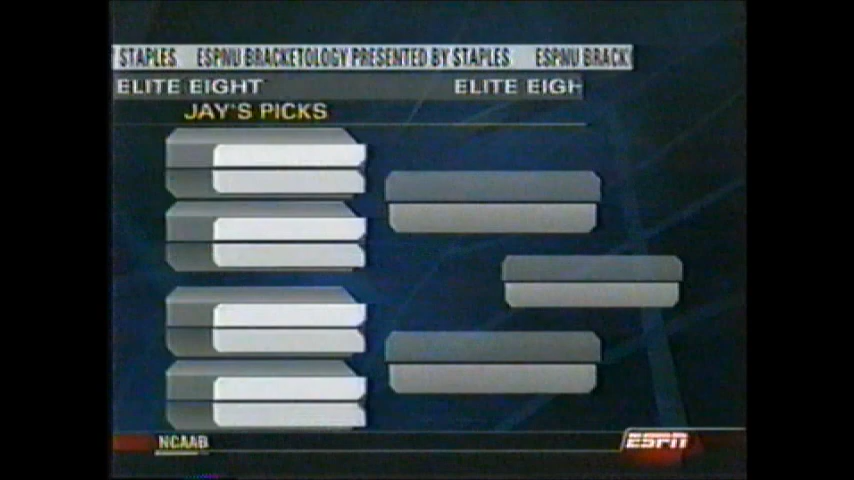 STAPLES ESPNU BRACKETOLOGY PRESENTED BY STAPLES ESPNU BRACK
ELITE EIGHT ELITE EIGH
JAY'S PICKS
NCAAB
ESPN